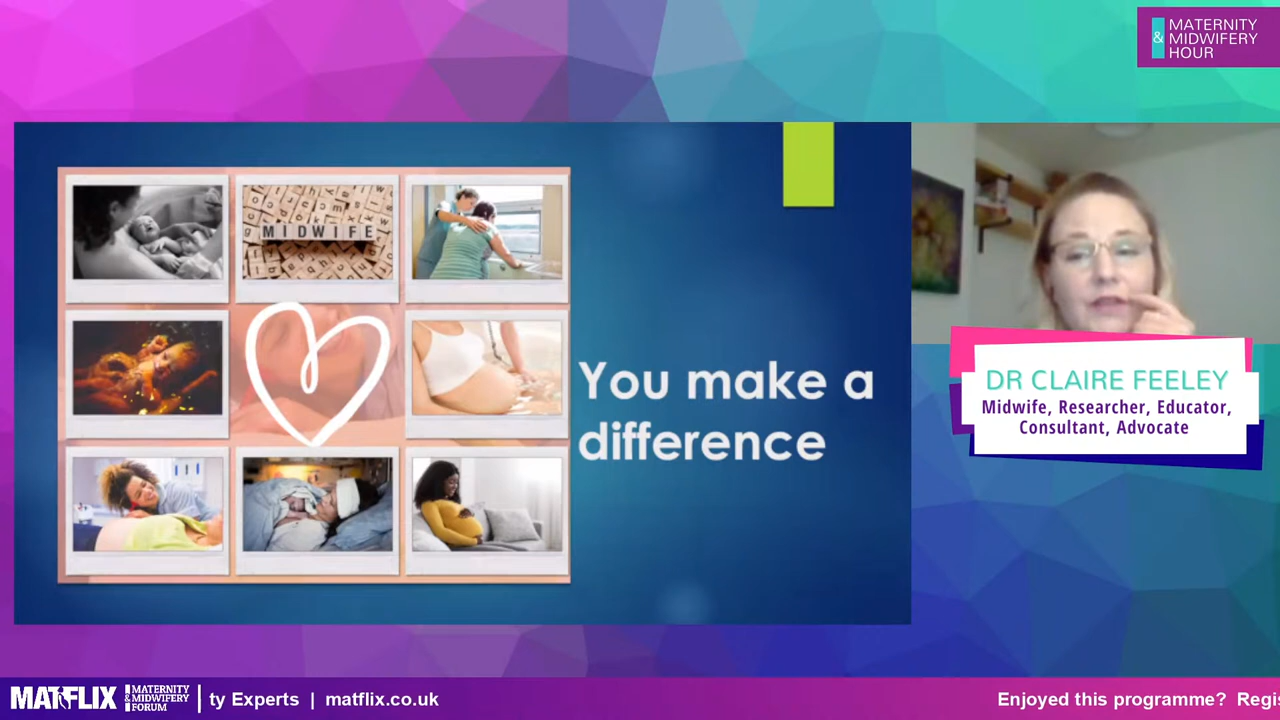 MATERNITY
& MIDWIFERY
HOUR
MIDWIFE
You make a
difference
DR CLAIRE FEELEY
Midwife, Researcher, Educator,
Consultant, Advocate
MATFLIX
MATERNITY
& MIDWIFERY
FORUM
ty Experts | matflix.co.uk
Enjoyed this programme? Regis